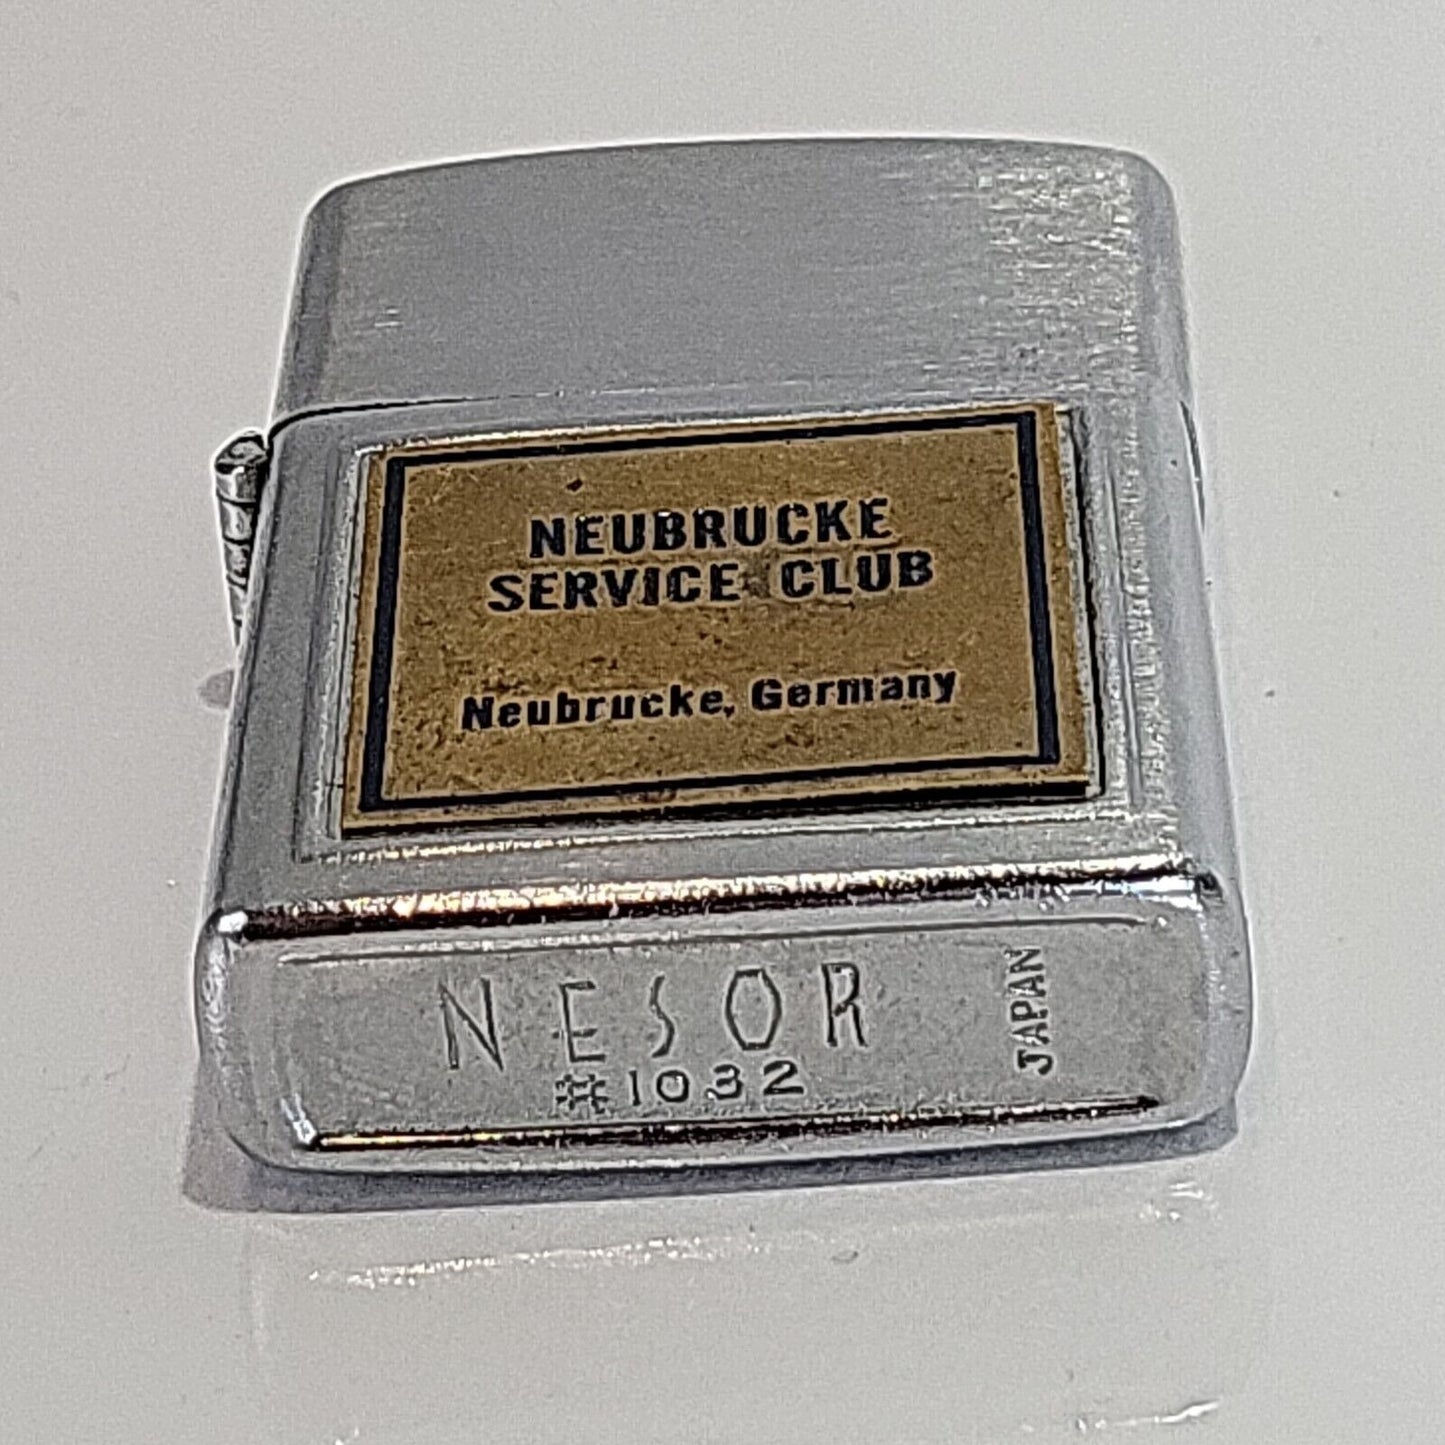 NEUBRUCKE
SERVICE CLUB
Neubrucke, Germany
NESOR
#1032
JAPAN